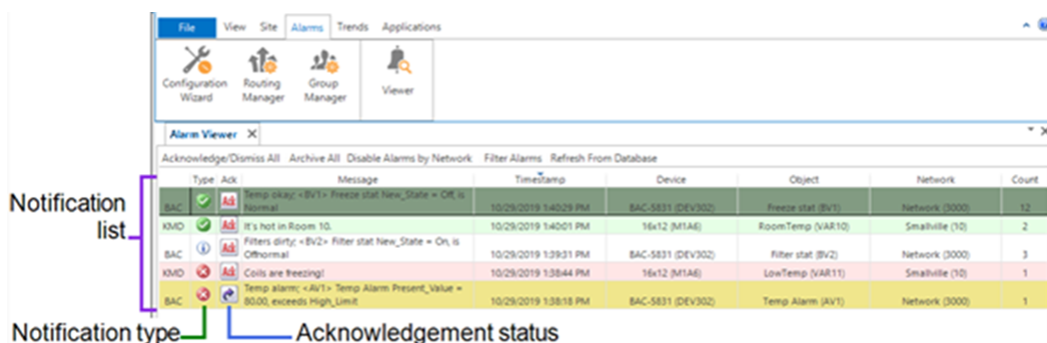 File View Site Alarms Trends Applications
Configuration Wizard Routing Manager Group Manager Viewer
Alarm Viewer
Acknowledge/Dismiss All Archive All Disable Alarms by Network Filter Alarms Refresh From Database
Type Ack Message Timestamp Device Object Network Count
Temp okay; <BV1> Freeze stat New_State = Off, is
BAC Ack Normal 10/29/2019 1:40:29 PM BAC-5831 (DEV302) Freeze stat (BV1) Network (3000) 12
KMD Ack It's hot in Room 10. 10/29/2019 1:40:01 PM 16x12 (M1A6) RoomTemp (VAR10) Smallville (10) 2
Filters dirty; <BV2> Filter stat New_State = On, is
BAC Ack Offnormal 10/29/2019 1:39:31 PM BAC-5831 (DEV302) Filter stat (BV2) Network (3000) 3
KMD Ack Coils are freezing! 10/29/2019 1:38:44 PM 16x12 (M1A6) LowTemp (VAR11) Smallville (10) 1
Temp alarm; <AV1> Temp Alarm Present_Value =
BAC 80.00, exceeds High_Limit 10/29/2019 1:38:18 PM BAC-5831 (DEV302) Temp Alarm (AV1) Network (3000) 1
Notification
list
Notification type
Acknowledgement status